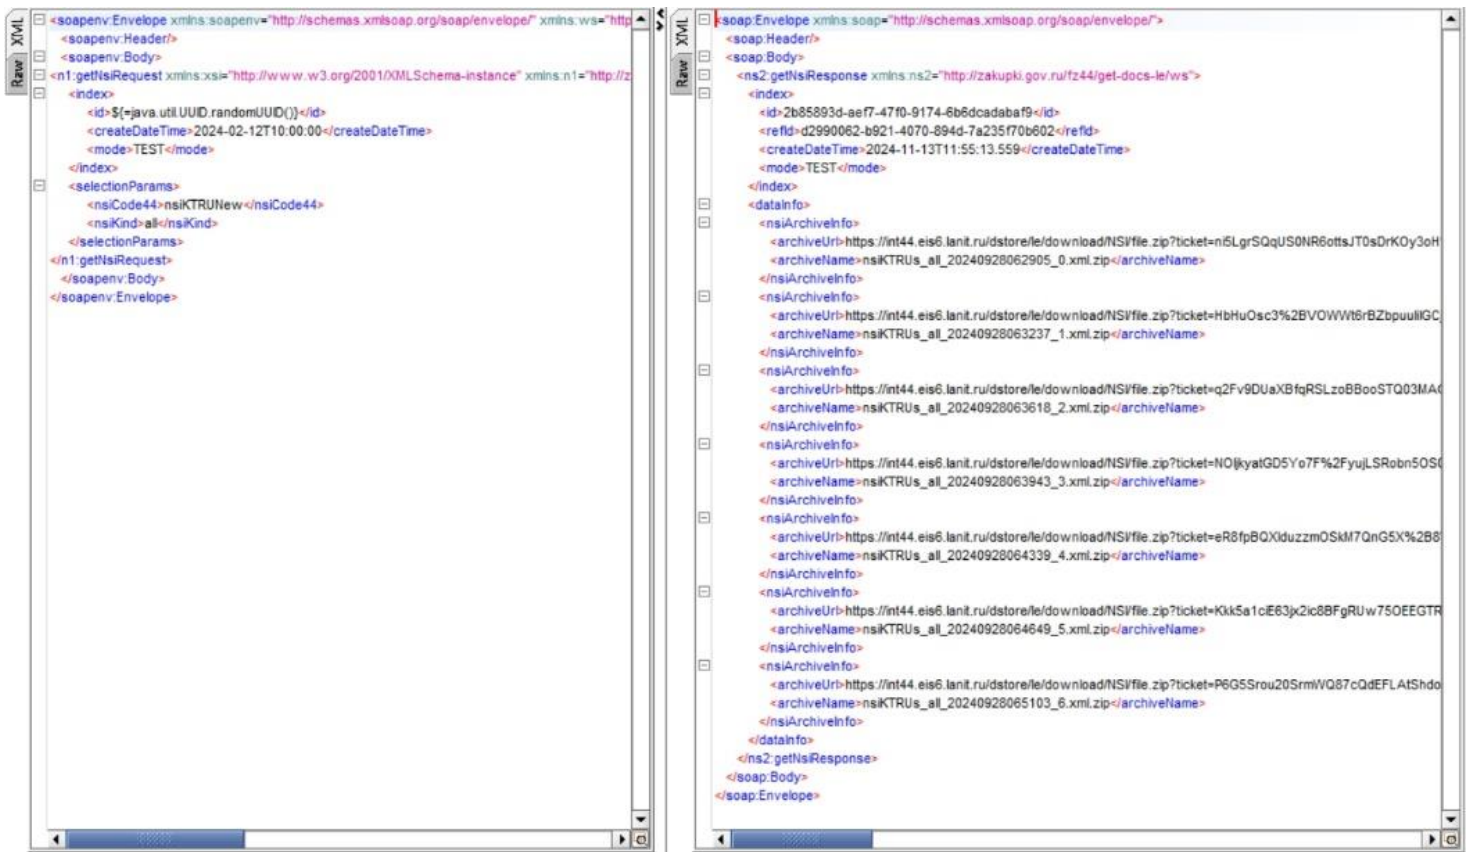 XML
Raw
<soapenv:Envelope xmlns:soapenv="http://schemas.xmlsoap.org/soap/envelope/" xmlns:ws="http
<soapenv:Header/>
<soapenv:Body>
<n1:getNsiRequest xmlns:xsi="http://www.w3.org/2001/XMLSchema-instance" xmlns:n1="http://z
<index>
<id>${=java.util.UUID.randomUUID()}</id>
<createDateTime>2024-02-12T10:00:00</createDateTime>
<mode>TEST</mode>
</index>
<selectionParams>
<nsiCode44>nsiKTRUNew</nsiCode44>
<nsiKind>all</nsiKind>
</selectionParams>
</n1:getNsiRequest>
</soapenv:Body>
</soapenv:Envelope>
XML
Raw
<soap:Envelope xmlns:soap="http://schemas.xmlsoap.org/soap/envelope/">
<soap:Header/>
<soap:Body>
<ns2:getNsiResponse xmlns:ns2="http://zakupki.gov.ru/fz44/get-docs-le/ws">
<index>
<id>2b85893d-aef7-47f0-9174-6b6dcadabaf9</id>
<refId>d2990062-b921-4070-894d-7a235f70b602</refId>
<createDateTime>2024-11-13T11:55:13.559</createDateTime>
<mode>TEST</mode>
</index>
<dataInfo>
<nsiArchiveInfo>
<archiveUrl>https://int44.eis6.lanit.ru/dstore/le/download/NSI/file.zip?ticket=ni5LgrSQqUS0NR6ottsJT0sDrKOy3oH
<archiveName>nsiKTRUs_all_20240928062905_0.xml.zip</archiveName>
</nsiArchiveInfo>
<nsiArchiveInfo>
<archiveUrl>https://int44.eis6.lanit.ru/dstore/le/download/NSI/file.zip?ticket=HbHuOsc3%2BVOWWt6rBZbpuuIilGC
<archiveName>nsiKTRUs_all_20240928063237_1.xml.zip</archiveName>
</nsiArchiveInfo>
<nsiArchiveInfo>
<archiveUrl>https://int44.eis6.lanit.ru/dstore/le/download/NSI/file.zip?ticket=q2Fv9DUaXBfqRSLzoBBooSTQ03MA
<archiveName>nsiKTRUs_all_20240928063618_2.xml.zip</archiveName>
</nsiArchiveInfo>
<nsiArchiveInfo>
<archiveUrl>https://int44.eis6.lanit.ru/dstore/le/download/NSI/file.zip?ticket=NOljkyatGD5Yo7F%2FyujLSRobn5OS
<archiveName>nsiKTRUs_all_20240928063943_3.xml.zip</archiveName>
</nsiArchiveInfo>
<nsiArchiveInfo>
<archiveUrl>https://int44.eis6.lanit.ru/dstore/le/download/NSI/file.zip?ticket=eR8fpBQXlduzzmOSkM7QnG5X%2B8
<archiveName>nsiKTRUs_all_20240928064339_4.xml.zip</archiveName>
</nsiArchiveInfo>
<nsiArchiveInfo>
<archiveUrl>https://int44.eis6.lanit.ru/dstore/le/download/NSI/file.zip?ticket=Kkk5a1ciE63jx2ic8BFgRUw75OEEGTR
<archiveName>nsiKTRUs_all_20240928064649_5.xml.zip</archiveName>
</nsiArchiveInfo>
<nsiArchiveInfo>
<archiveUrl>https://int44.eis6.lanit.ru/dstore/le/download/NSI/file.zip?ticket=P6G5Srou20SrmWQ87cQdEFLAtShdo
<archiveName>nsiKTRUs_all_20240928065103_6.xml.zip</archiveName>
</nsiArchiveInfo>
</dataInfo>
</ns2:getNsiResponse>
</soap:Body>
</soap:Envelope>